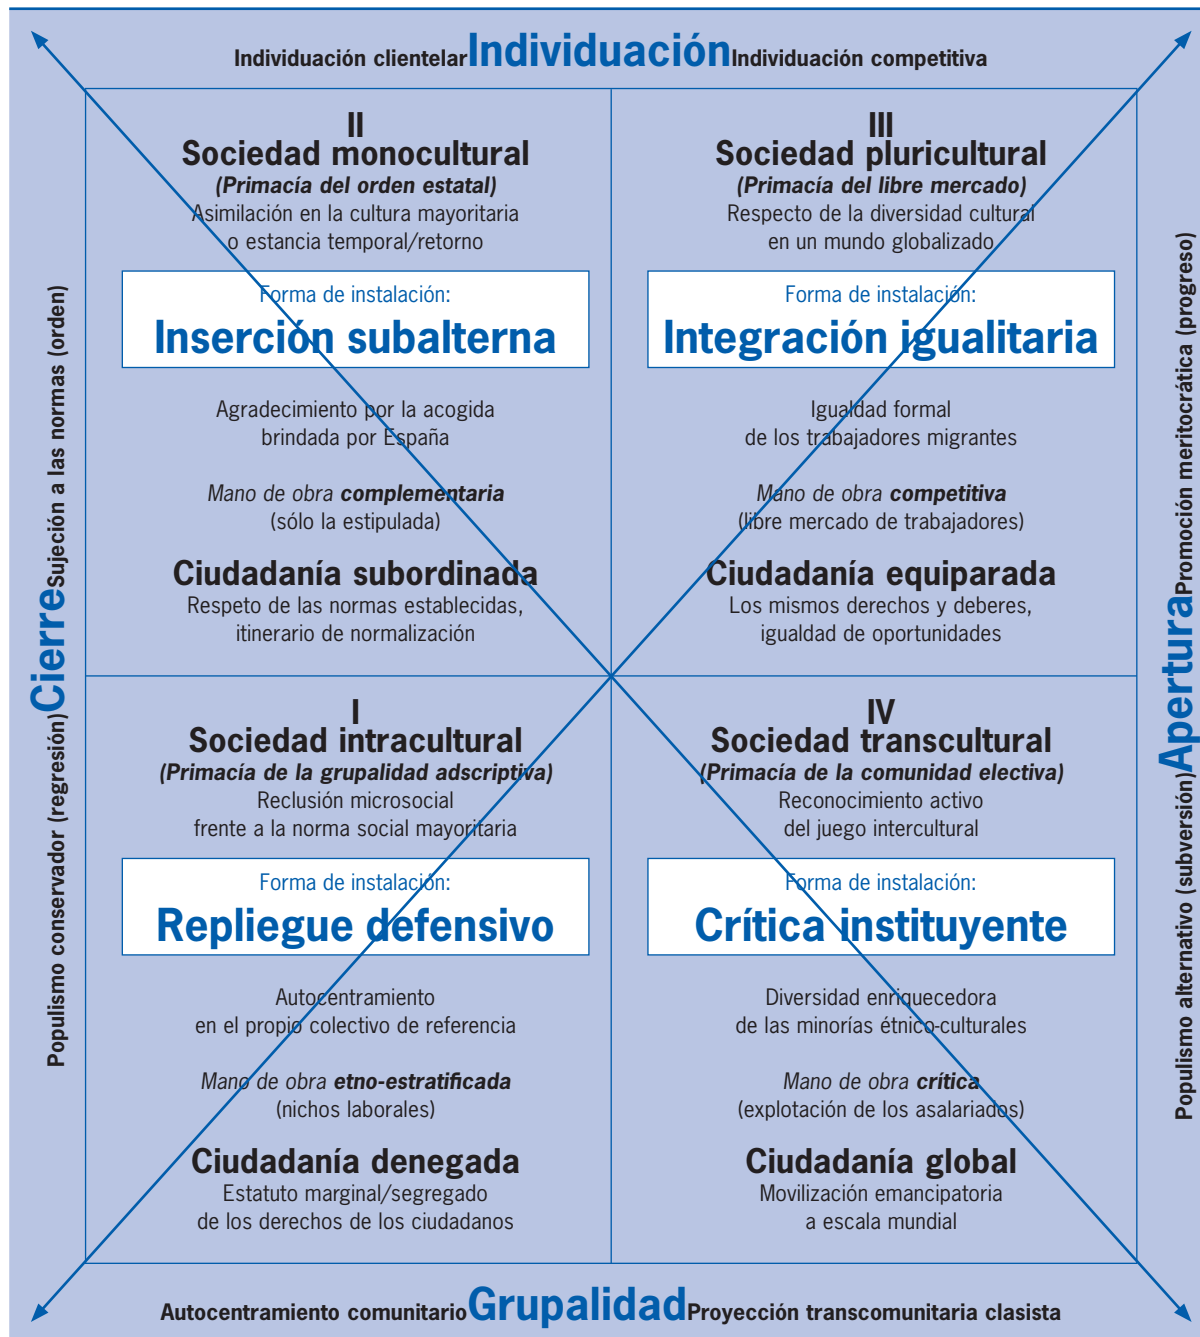 Individuación clientelar Individuación Individuación competitiva
II
Sociedad monocultural
(Primacía del orden estatal)
Asimilación en la cultura mayoritaria
o estancia temporal/retorno
Forma de instalación:
Inserción subalterna
Agradecimiento por la acogida
brindada por España
Mano de obra complementaria
(sólo la estipulada)
Ciudadanía subordinada
Respeto de las normas establecidas,
itinerario de normalización
III
Sociedad pluricultural
(Primacía del libre mercado)
Respecto de la diversidad cultural
en un mundo globalizado
Forma de instalación:
Integración igualitaria
Igualdad formal
de los trabajadores migrantes
Mano de obra competitiva
(libre mercado de trabajadores)
Ciudadanía equiparada
Los mismos derechos y deberes,
igualdad de oportunidades
Populismo conservador (regresión) Cierre Sujeción a las normas (orden)
Populismo alternativo (subversión) Apertura Promoción meritocrática (progreso)
I
Sociedad intracultural
(Primacía de la grupalidad adscriptiva)
Reclusión microsocial
frente a la norma social mayoritaria
Forma de instalación:
Repliegue defensivo
Autocentramiento
en el propio colectivo de referencia
Mano de obra etno-estratificada
(nichos laborales)
Ciudadanía denegada
Estatuto marginal/segregado
de los derechos de los ciudadanos
IV
Sociedad transcultural
(Primacía de la comunidad electiva)
Reconocimiento activo
del juego intercultural
Forma de instalación:
Crítica instituyente
Diversidad enriquecedora
de las minorías étnico-culturales
Mano de obra crítica
(explotación de los asalariados)
Ciudadanía global
Movilización emancipatoria
a escala mundial
Autocentramiento comunitario Grupalidad Proyección transcomunitaria clasista